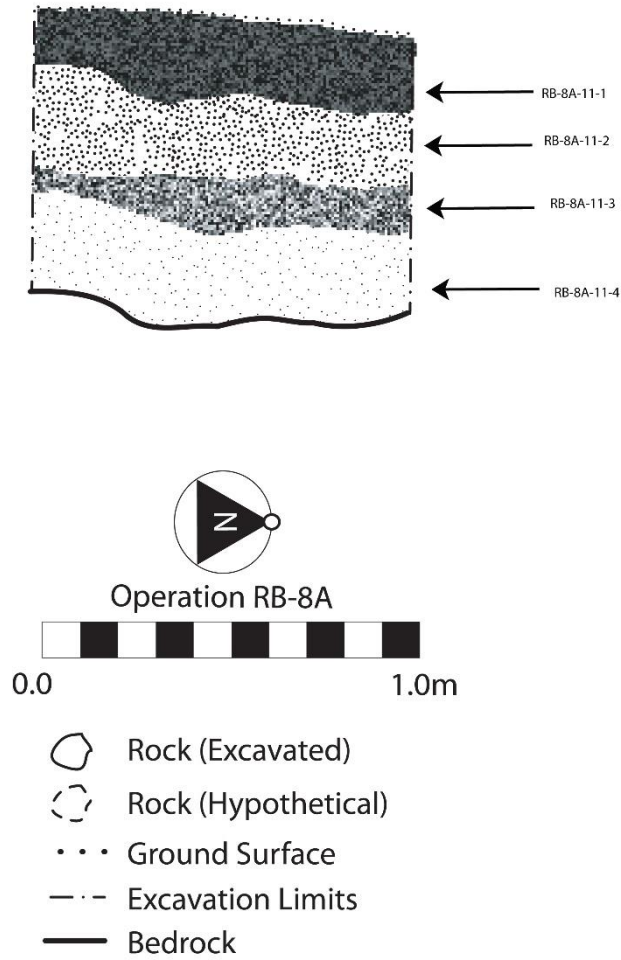 RB-8A-11-1
RB-8A-11-2
RB-8A-11-3
RB-8A-11-4
N
Operation RB-8A
0.0 1.0m
Rock (Excavated)
Rock (Hypothetical)
Ground Surface
Excavation Limits
Bedrock